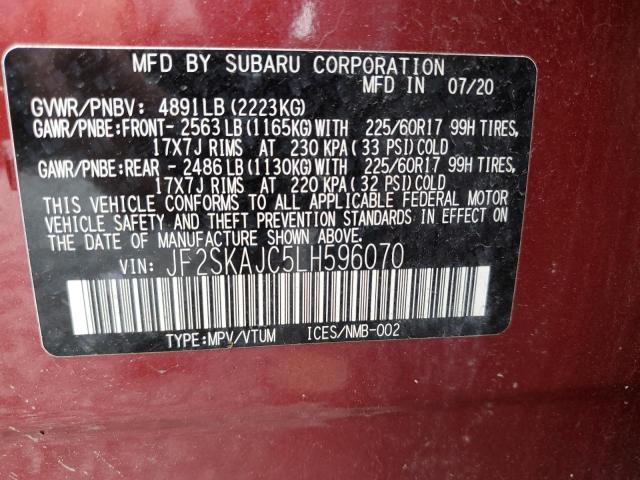 MFD BY SUBARU CORPORATION
MFD IN 07/20
GVWR/PNBV: 4891LB(2223KG)
GAWR/PNBE:FRONT- 2563LB(1165KG)WITH 225/60R17 99H TIRES,
17X7J RIMS AT 230 KPA(33 PSI)COLD
GAWR/PNBE:REAR - 2486LB(1130KG)WITH 225/60R17 99H TIRES,
17X7J RIMS AT 220 KPA(32 PSI)COLD
THIS VEHICLE CONFORMS TO ALL APPLICABLE FEDERAL MOTOR
VEHICLE SAFETY AND THEFT PREVENTION STANDARDS IN EFFECT ON
THE DATE OF MANUFACTURE SHOWN ABOVE.
VIN: JF2SKAJC5LH596070
TYPE:MPV/VTUM ICES/NMB-002